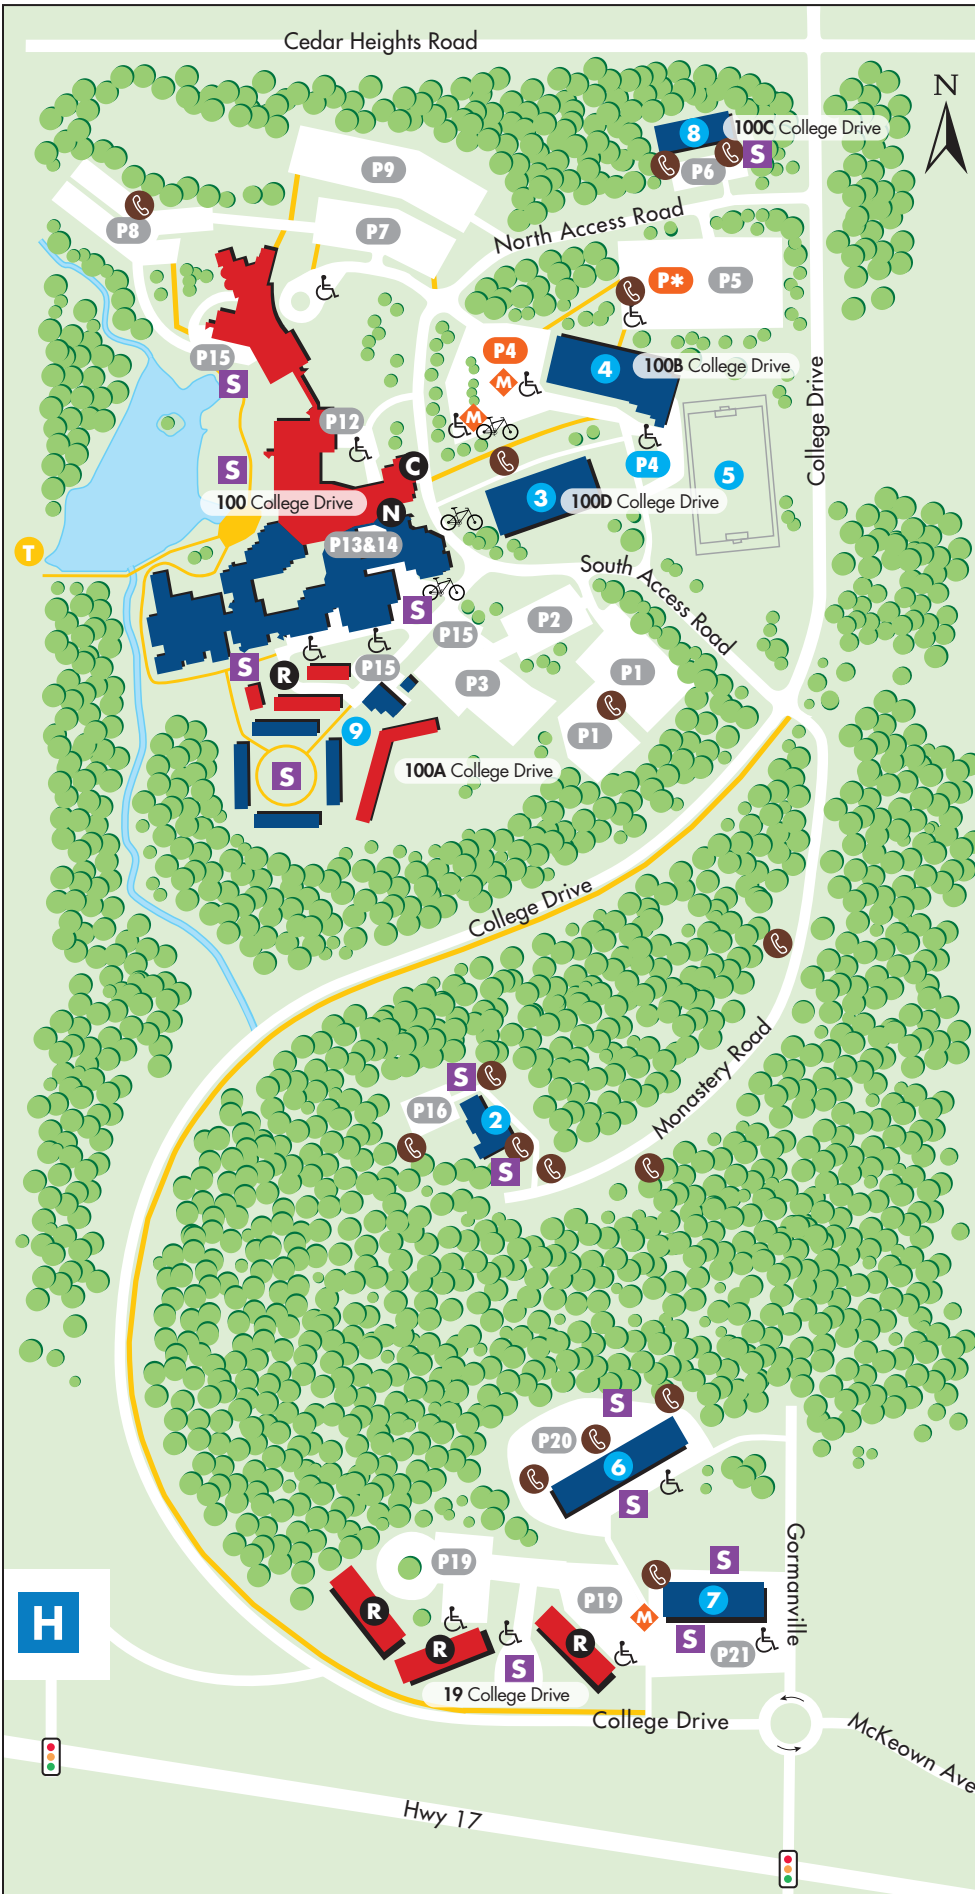 Cedar Heights Road
N
8
100C College Drive
S
P6
P9
P8
P7
North Access Road
P* P5
P15
S
P4
M
4
100B College Drive
College Drive
M
P12
S
C
P4
5
100 College Drive
N
3
100D College Drive
T
P13&14
South Access Road
S
P2
P15
S
R
P15
P3
P1
P1
9
S
100A College Drive
College Drive
Monastery Road
S
P16
2
S
S
P20
6
S
Gormanville
P19
S
P19
7
M
H
R
R
R
S
P21
S
19 College Drive
College Drive
McKeown Ave
Hwy 17